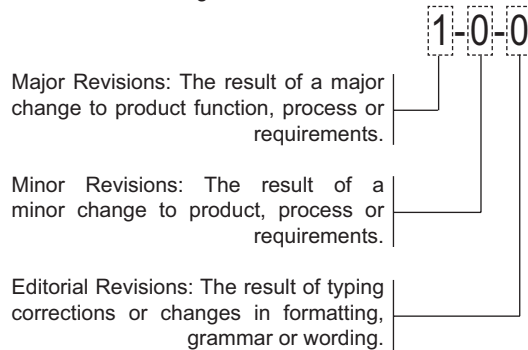 1-0-0
Major Revisions: The result of a major
change to product function, process or
requirements.
Minor Revisions: The result of a
minor change to product, process or
requirements.
Editorial Revisions: The result of typing
corrections or changes in formatting,
grammar or wording.